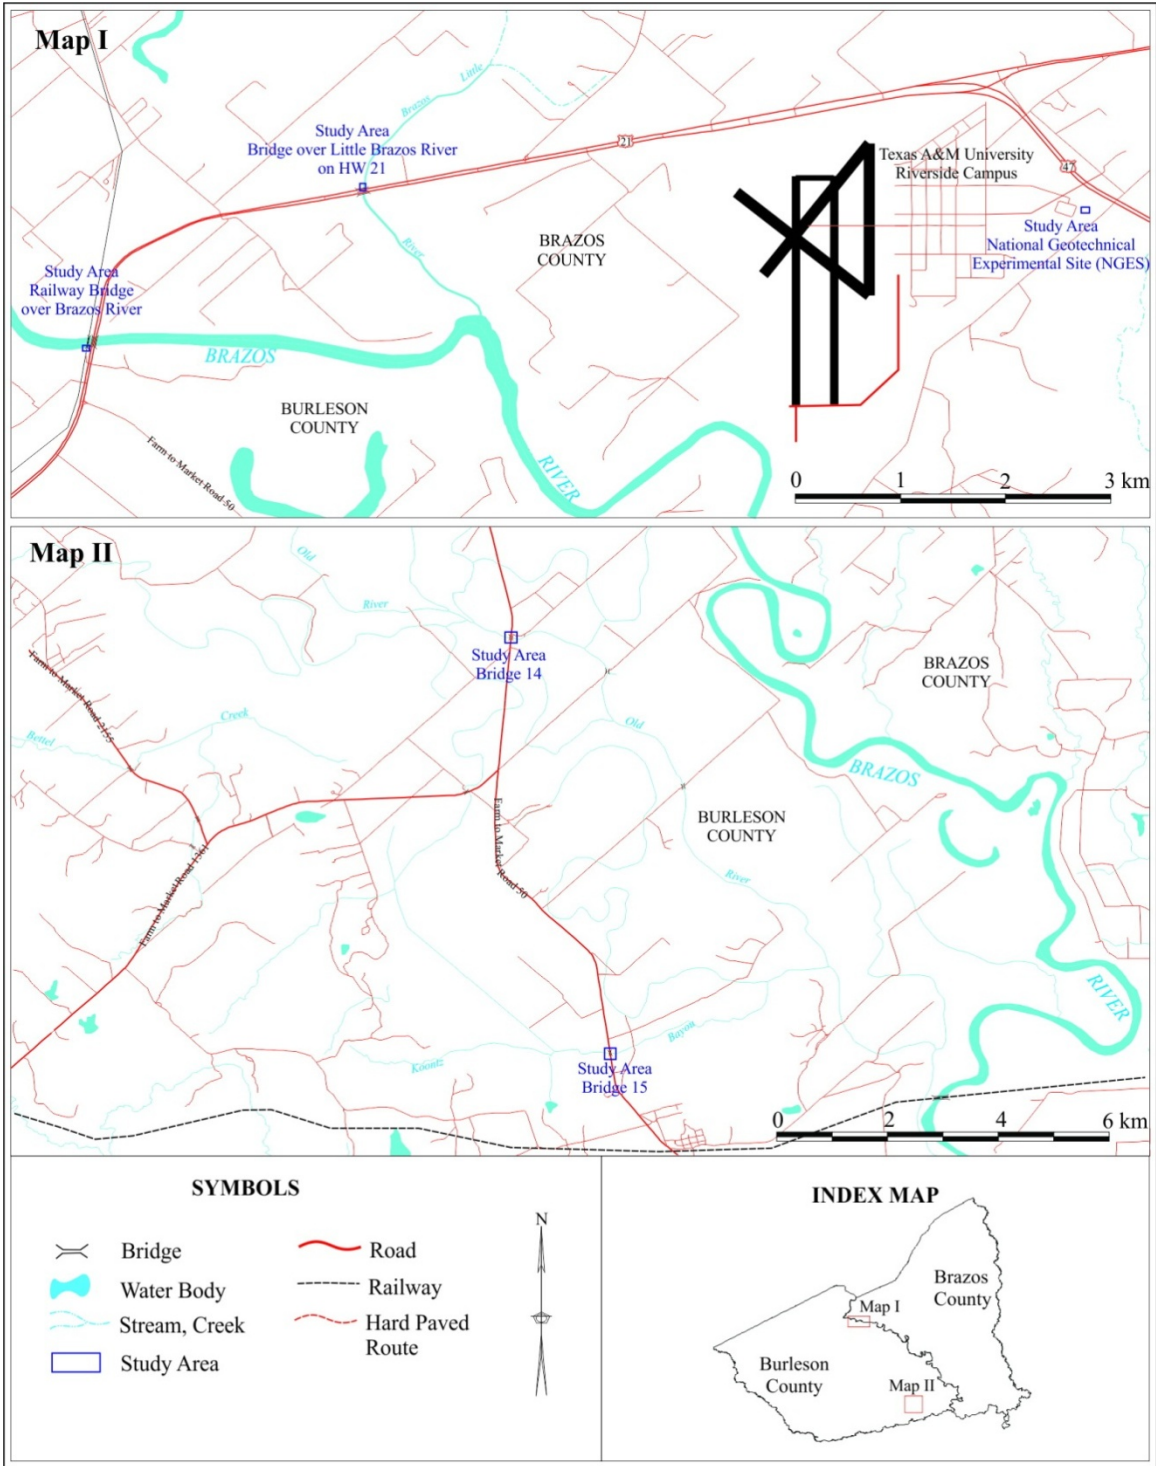 Map I
Little
Brazos
Study Area
Bridge over Little Brazos River
on HW 21
21
Texas A&M University
Riverside Campus
47
River
BRAZOS
COUNTY
Study Area
National Geotechnical
Experimental Site (NGES)
Study Area
Railway Bridge
over Brazos River
BRAZOS
BURLESON
COUNTY
Farm to Market Road 50
RIVER
0 1 2 3 km
Map II
Old
River
Study Area
Bridge 14
BRAZOS
COUNTY
Farm to Market Road 2155
Bettel
Creek
Old
BRAZOS
BURLESON
COUNTY
Farm to Market Road 50
Farm to Market Road 1361
River
RIVER
Koontz
Bayou
Study Area
Bridge 15
0 2 4 6 km
SYMBOLS
Bridge
Water Body
Stream, Creek
Study Area
Road
Railway
Hard Paved
Route
N
INDEX MAP
Brazos
County
Map I
Burleson
County
Map II